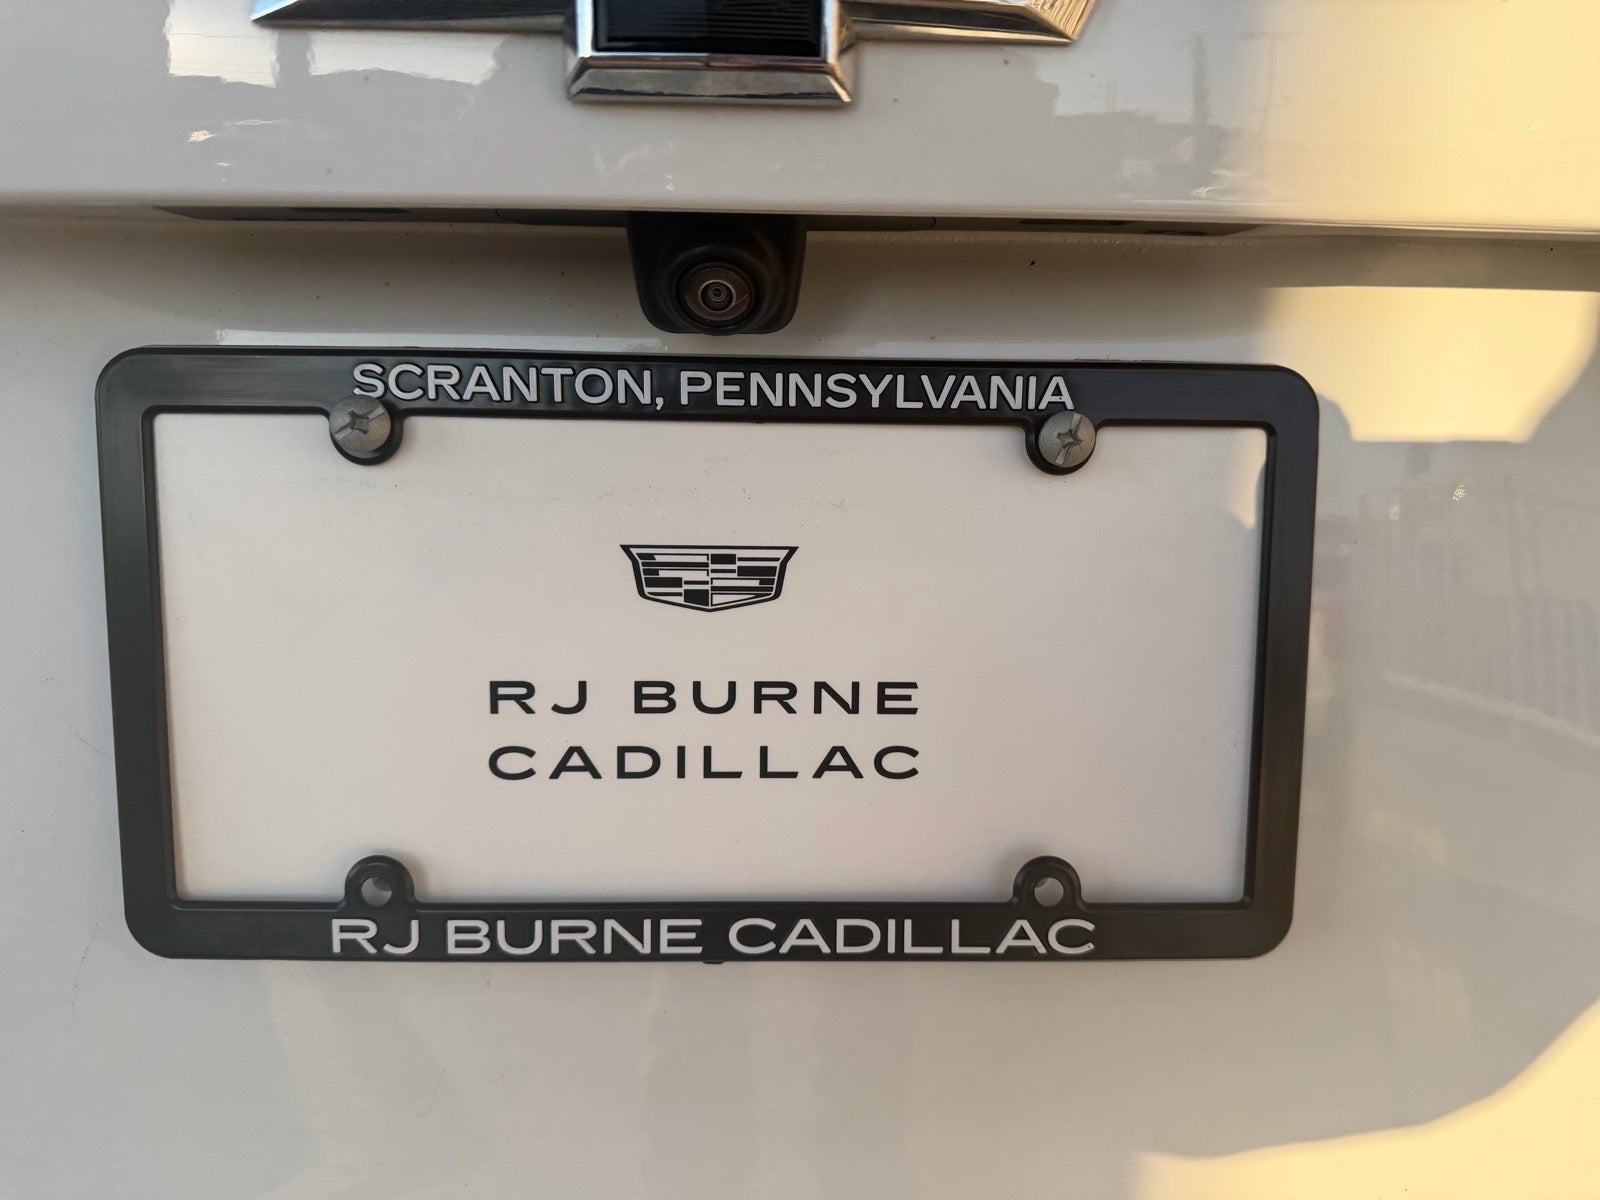 SCRANTON, PENNSYLVANIA
RJ BURNE
CADILLAC
RJ BURNE CADILLAC